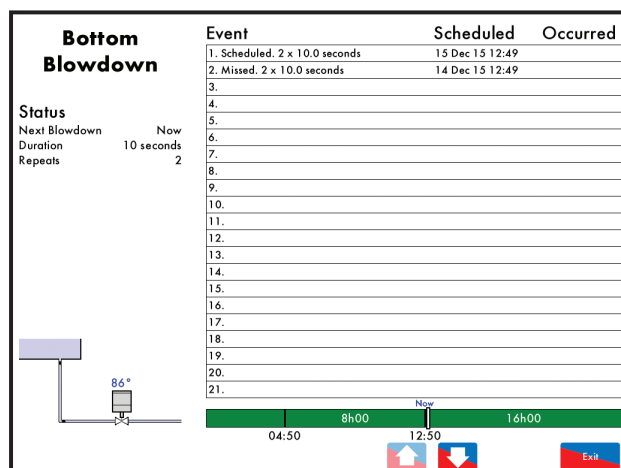 Bottom
Blowdown
Status
Next Blowdown Now
Duration 10 seconds
Repeats 2
86°
Event Scheduled Occurred
1. Scheduled. 2 x 10.0 seconds 15 Dec 15 12:49
2. Missed. 2 x 10.0 seconds 14 Dec 15 12:49
3.
4.
5.
6.
7.
8.
9.
10.
11.
12.
13.
14.
15.
16.
17.
18.
19.
20.
21.
Now
8h00 16h00
04:50 12:50
Exit